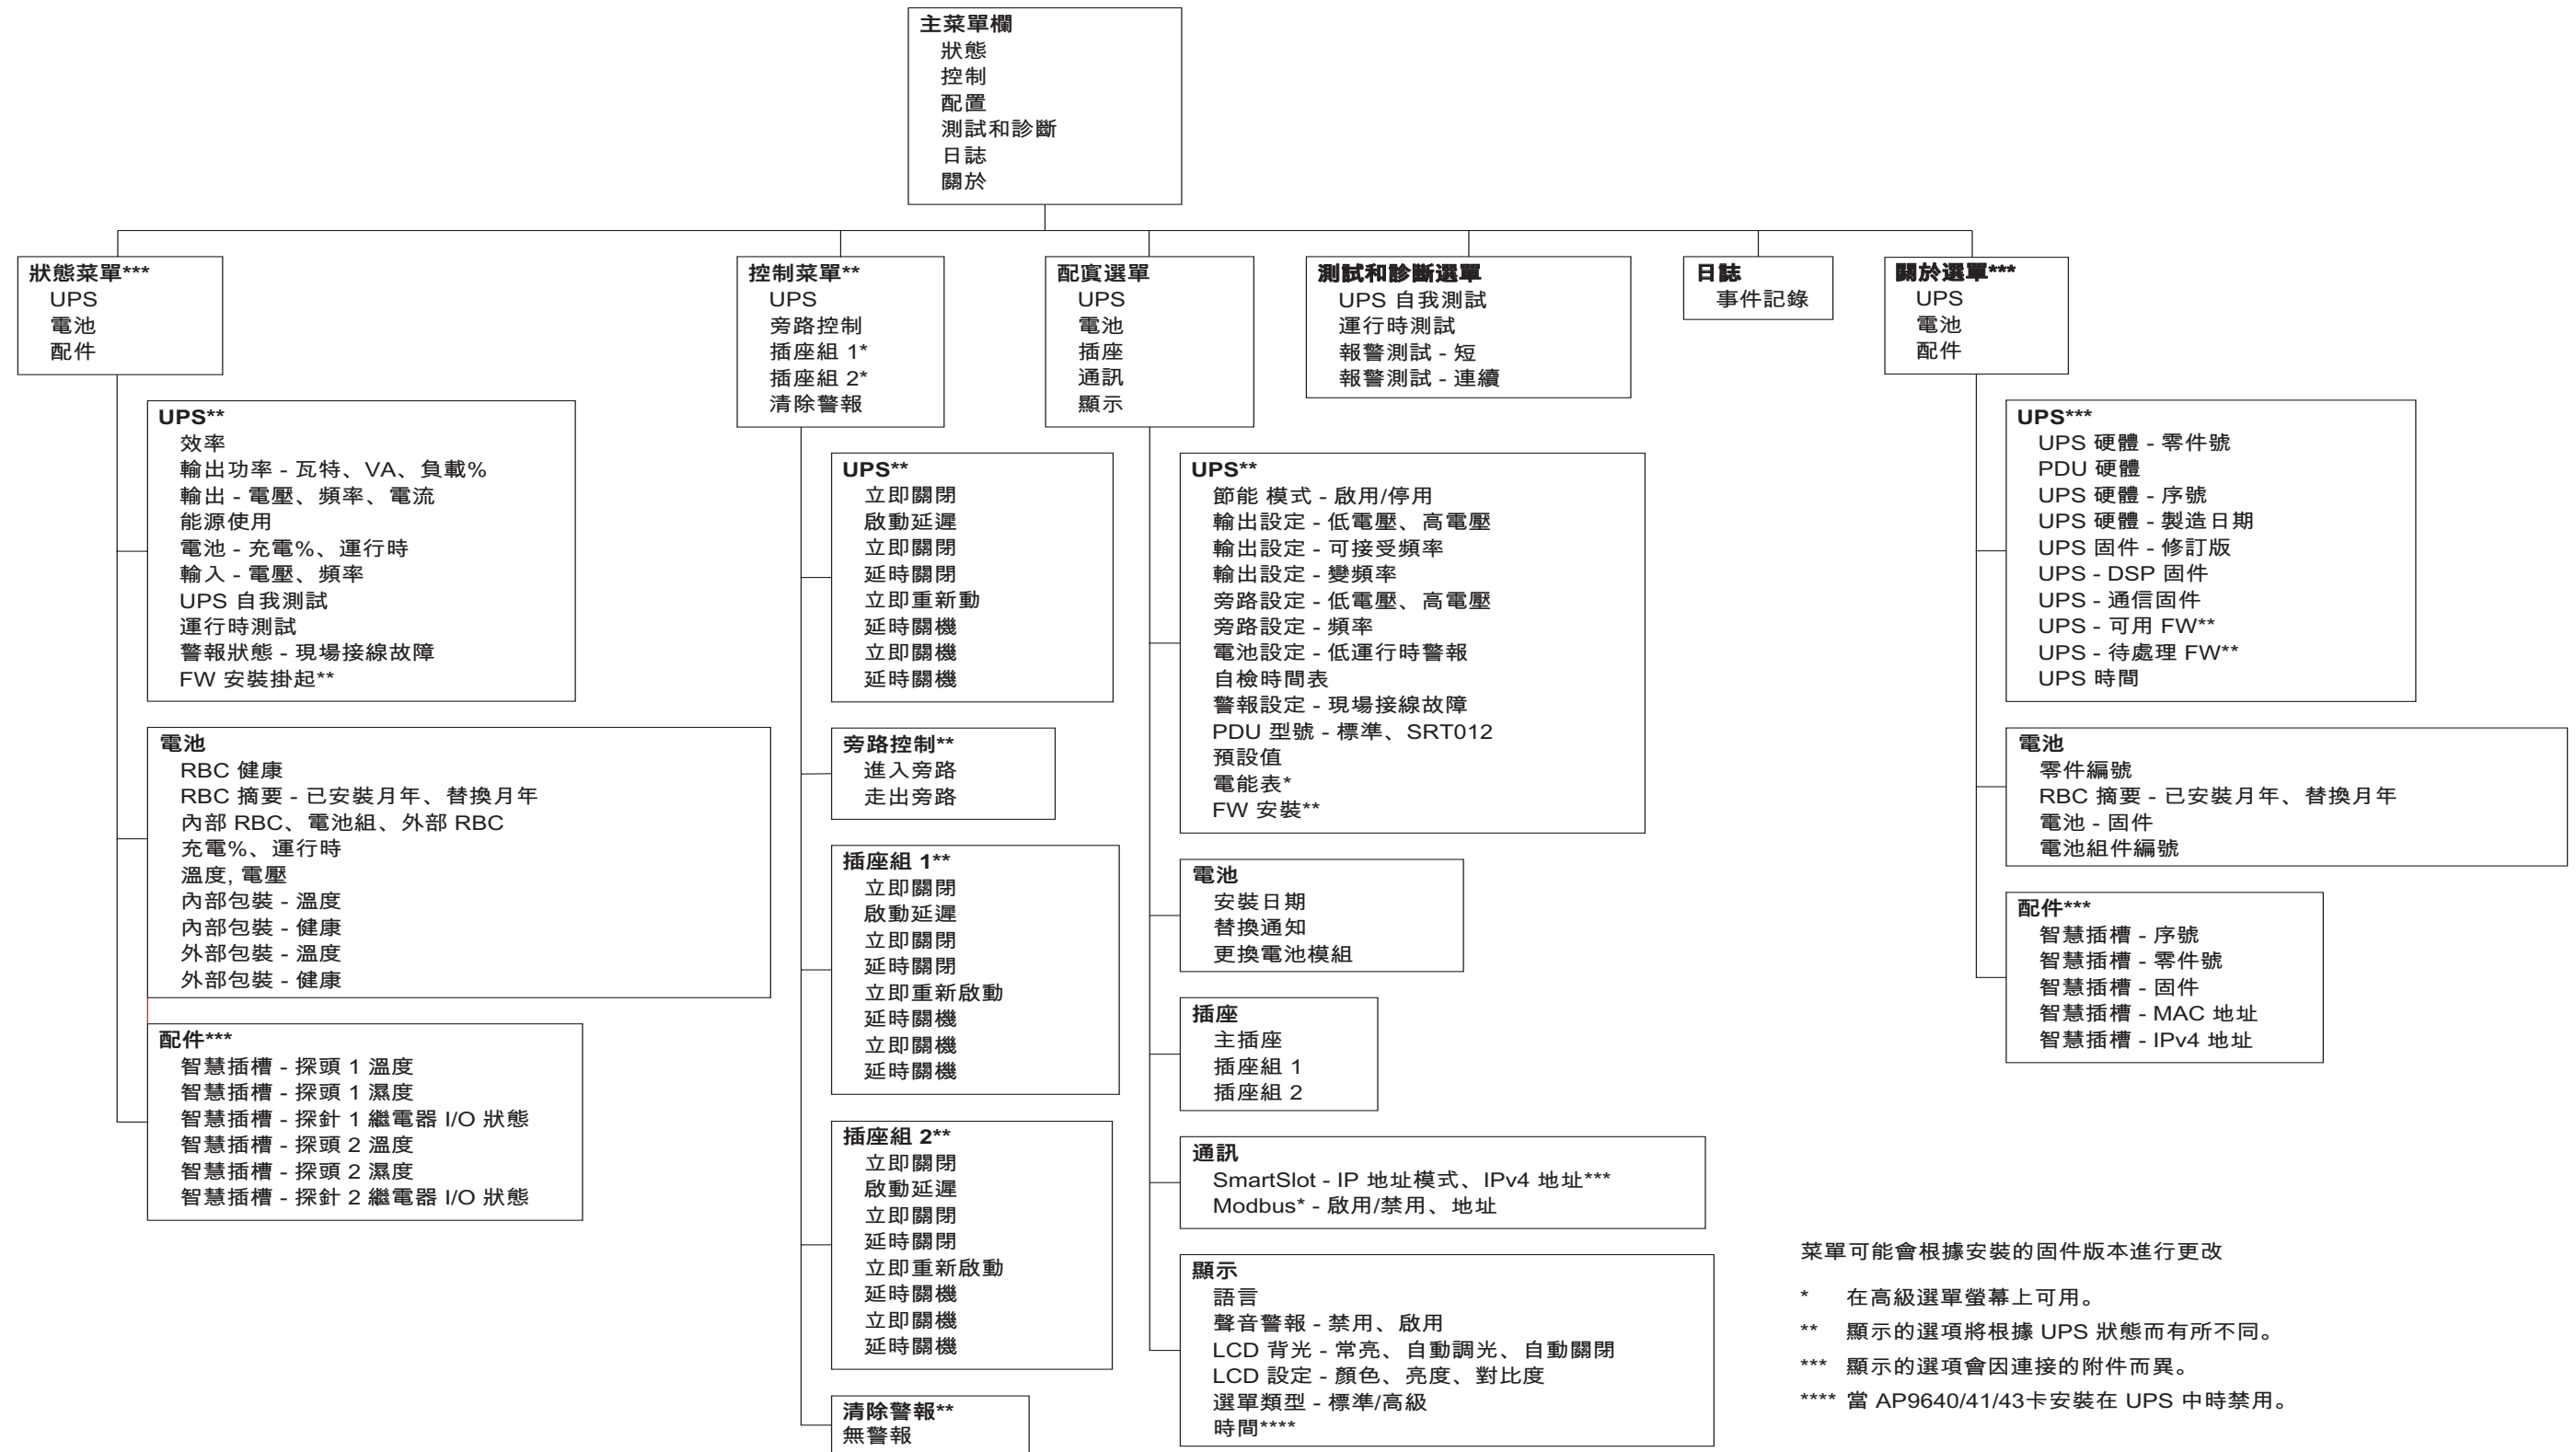 主菜單欄
狀態
控制
配置
測試和診斷
日誌
關於
狀態菜單***
UPS
電池
配件
UPS**
效率
輸出功率 - 瓦特、VA、負載%
輸出 - 電壓、頻率、電流
能源使用
電池 - 充電%、運行時
輸入 - 電壓、頻率
UPS 自我測試
運行時測試
警報狀態 - 現場接線故障
FW 安裝掛起**
電池
RBC 健康
RBC 摘要 - 已安裝月年、替換月年
內部 RBC、電池組、外部 RBC
充電%、運行時
溫度, 電壓
內部包裝 - 溫度
內部包裝 - 健康
外部包裝 - 溫度
外部包裝 - 健康
配件***
智慧插槽 - 探頭 1 溫度
智慧插槽 - 探頭 1 濕度
智慧插槽 - 探針 1 繼電器 I/O 狀態
智慧插槽 - 探頭 2 溫度
智慧插槽 - 探頭 2 濕度
智慧插槽 - 探針 2 繼電器 I/O 狀態
控制菜單**
UPS
旁路控制
插座組 1*
插座組 2*
清除警報
UPS**
立即關閉
啟動延遲
立即關閉
延時關閉
立即重新動
延時關機
立即關機
延時關機
旁路控制**
進入旁路
走出旁路
插座組 1**
立即關閉
啟動延遲
立即關閉
延時關閉
立即重新啟動
延時關機
立即關機
延時關機
插座組 2**
立即關閉
啟動延遲
立即關閉
延時關閉
立即重新啟動
延時關機
立即關機
延時關機
清除警報**
無警報
配寘選單
UPS
電池
插座
通訊
顯示
UPS**
節能 模式 - 啟用/停用
輸出設定 - 低電壓、高電壓
輸出設定 - 可接受頻率
輸出設定 - 變頻率
旁路設定 - 低電壓、高電壓
旁路設定 - 頻率
電池設定 - 低運行時警報
自檢時間表
警報設定 - 現場接線故障
PDU 型號 - 標準、SRT012
預設值
電能表*
FW 安裝**
電池
安裝日期
替換通知
更換電池模組
插座
主插座
插座組 1
插座組 2
通訊
SmartSlot - IP 地址模式、IPv4 地址***
Modbus* - 啟用/禁用、地址
顯示
語言
聲音警報 - 禁用、啟用
LCD 背光 - 常亮、自動調光、自動關閉
LCD 設定 - 顏色、亮度、對比度
選單類型 - 標準/高級
時間****
測試和診斷選單
UPS 自我測試
運行時測試
報警測試 - 短
報警測試 - 連續
日誌
事件記錄
關於選單***
UPS
電池
配件
UPS***
UPS 硬體 - 零件號
PDU 硬體
UPS 硬體 - 序號
UPS 硬體 - 製造日期
UPS 固件 - 修訂版
UPS - DSP 固件
UPS - 通信固件
UPS - 可用 FW**
UPS - 待處理 FW**
UPS 時間
電池
零件編號
RBC 摘要 - 已安裝月年、替換月年
電池 - 固件
電池組件編號
配件***
智慧插槽 - 序號
智慧插槽 - 零件號
智慧插槽 - 固件
智慧插槽 - MAC 地址
智慧插槽 - IPv4 地址
菜單可能會根據安裝的固件版本進行更改
* 在高級選單螢幕上可用。
** 顯示的選項將根據 UPS 狀態而有所不同。
*** 顯示的選項會因連接的附件而異。
**** 當 AP9640/41/43卡安裝在 UPS 中時禁用。